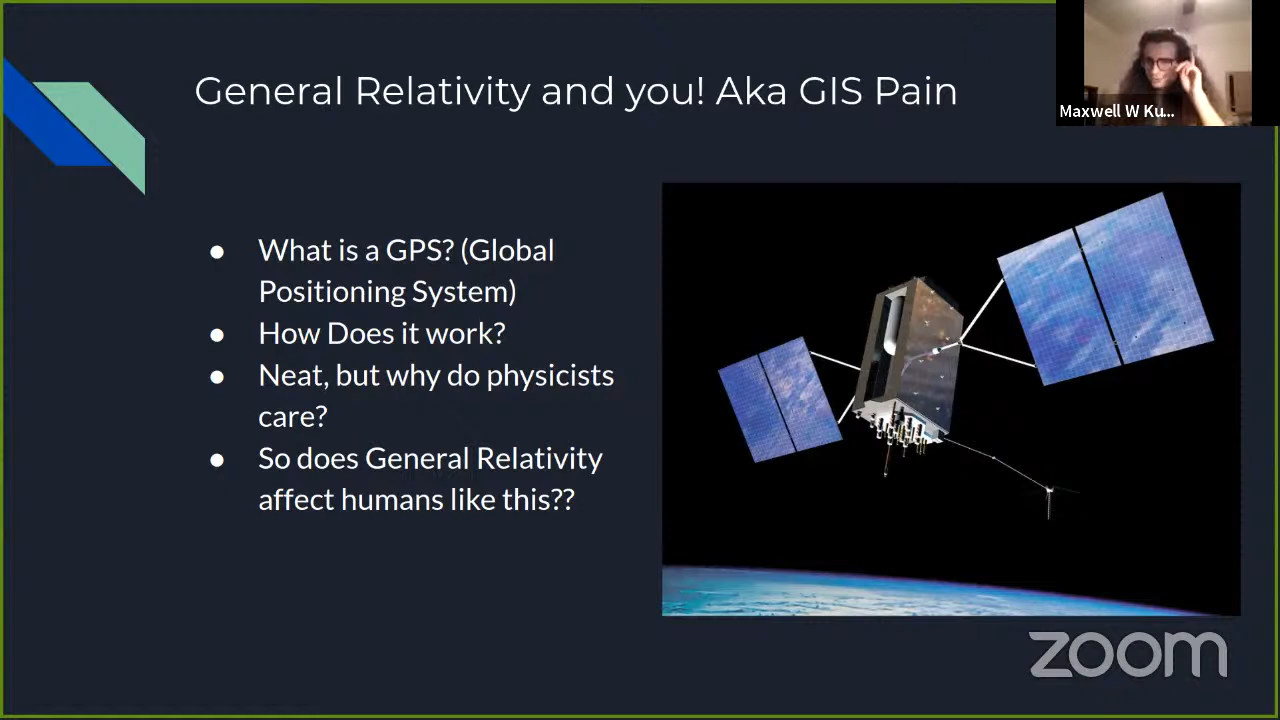 General Relativity and you! Aka GIS Pain
Maxwell W Ku...
● What is a GPS? (Global
Positioning System)
● How Does it work?
● Neat, but why do physicists
care?
● So does General Relativity
affect humans like this??
zoom